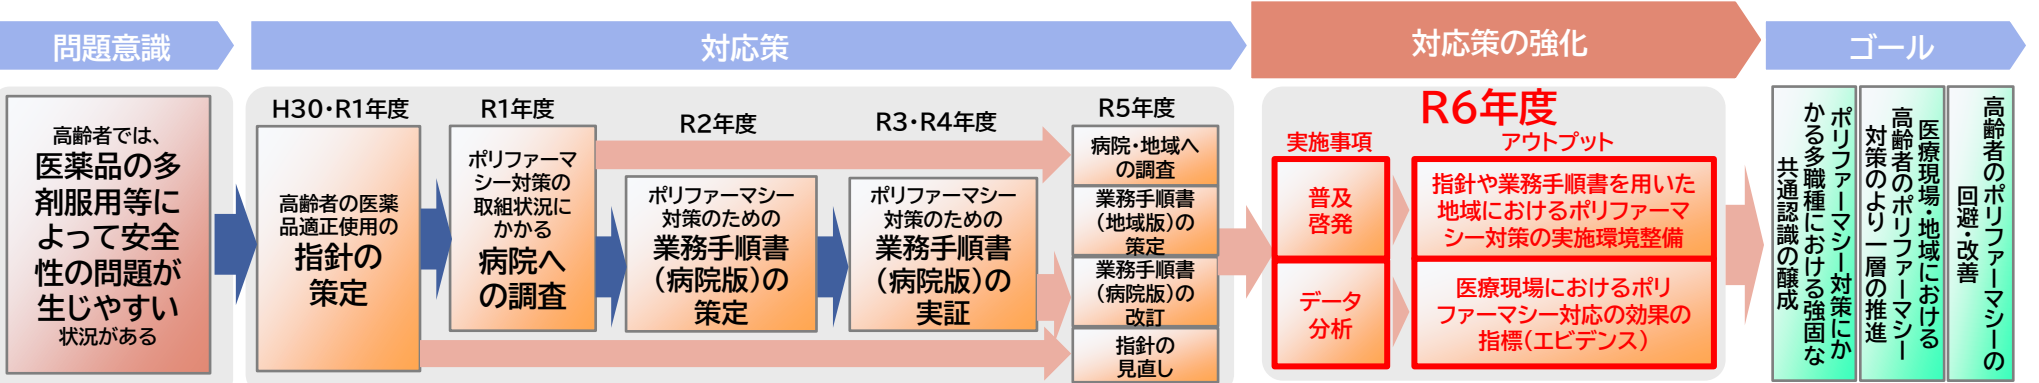 問題意識
対応策
対応策の強化
ゴール
高齢者では、
医薬品の多
剤服用等に
よって安全
性の問題が
生じやすい
状況がある
H30・R1年度
高齢者の医薬
品適正使用の
指針の
策定
R1年度
ポリファーマ
シー対策の
取組状況に
かかる
病院へ
の調査
R2年度
ポリファーマシー
対策のための
業務手順書
(病院版)の
策定
R3・R4年度
ポリファーマシー
対策のための
業務手順書
(病院版)の
実証
R5年度
病院・地域へ
の調査
業務手順書
(地域版)の
策定
業務手順書
(病院版)の
改訂
指針の
見直し
R6年度
実施事項
アウトプット
普及
啓発
指針や業務手順書を用いた
地域におけるポリファーマ
シー対策の実施環境整備
データ
分析
医療現場におけるポリ
ファーマシー対応の効果の
指標(エビデンス)
ポリファーマシー対策にか
かる多職種における強固な
共通認識の醸成
医療現場・地域における
高齢者のポリファーマシー
対策のより一層の推進
高齢者のポリファーマシーの
回避・改善